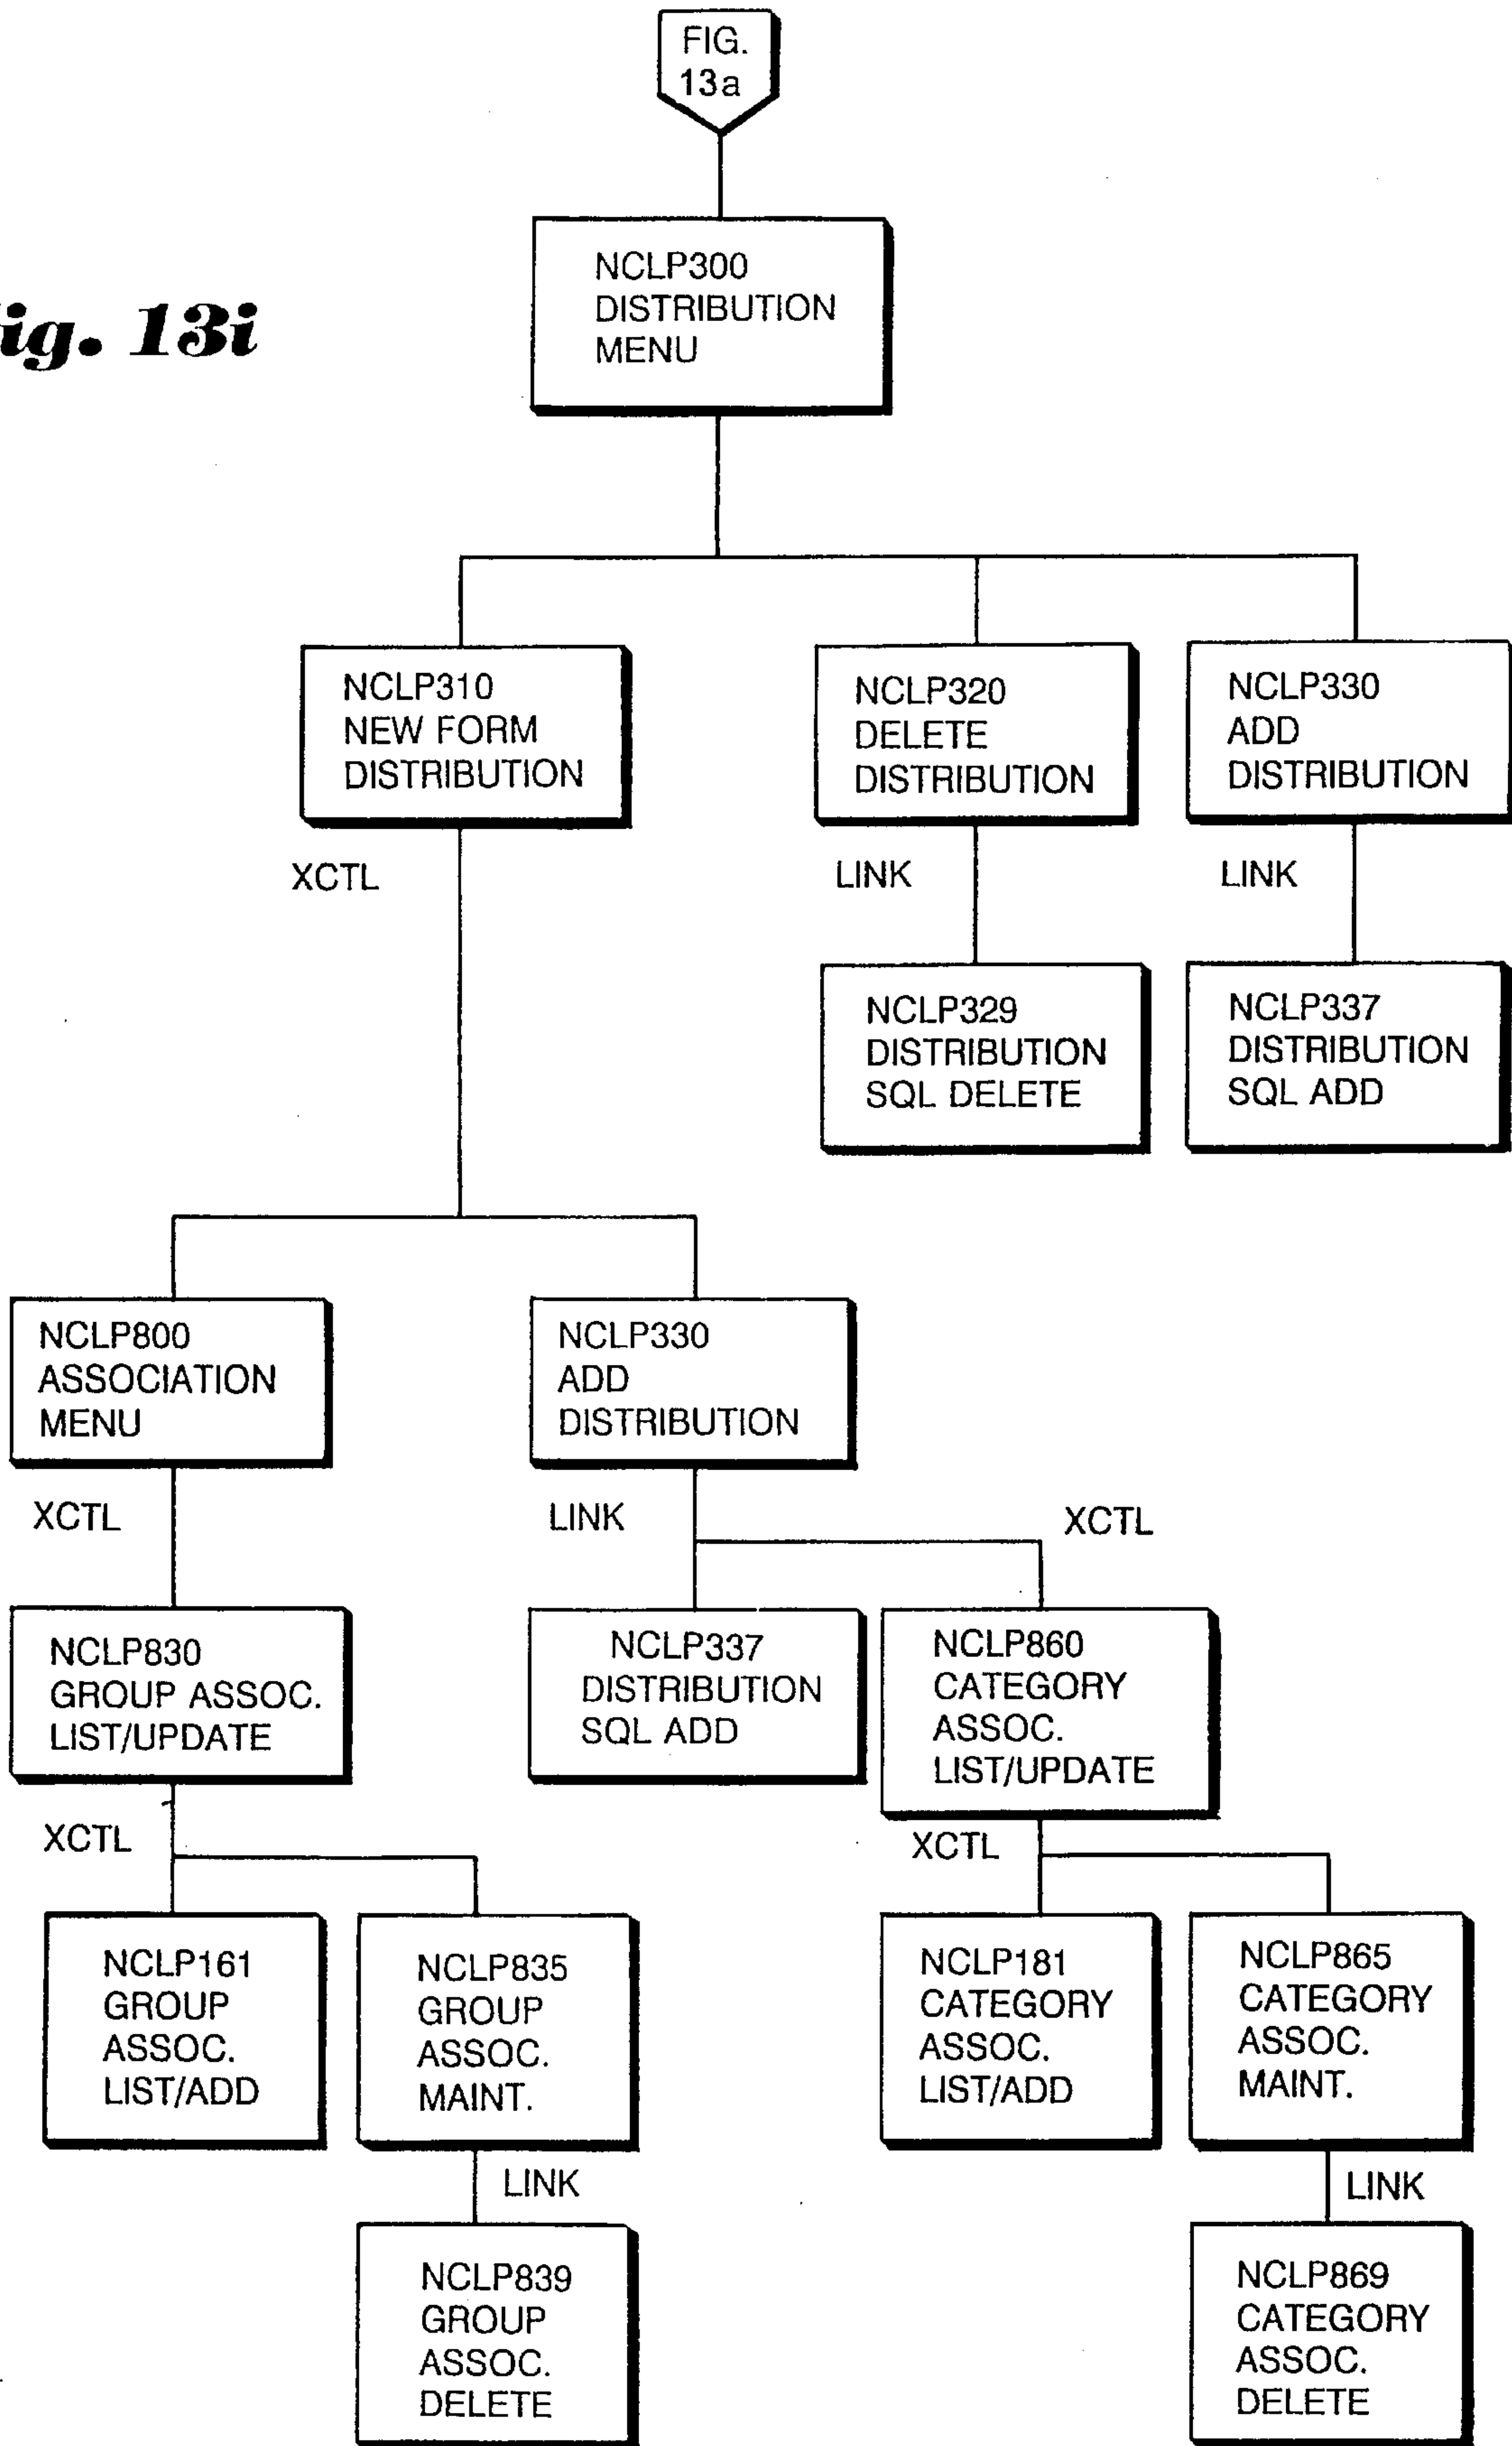 FIG.
13a
NCLP300
DISTRIBUTION
MENU
ig. 13i
NCLP310
NEW FORM
DISTRIBUTION
NCLP320
DELETE
DISTRIBUTION
NCLP330
ADD
DISTRIBUTION
XCTL
LINK
LINK
NCLP329
DISTRIBUTION
SQL DELETE
NCLP337
DISTRIBUTION
SQL ADD
NCLP800
ASSOCIATION
MENU
NCLP330
ADD
DISTRIBUTION
XCTL
LINK
XCTL
NCLP830
GROUP ASSOC.
LIST/UPDATE
NCLP337
DISTRIBUTION
SQL ADD
NCLP860
CATEGORY
ASSOC.
LIST/UPDATE
XCTL
XCTL
NCLP161
GROUP
ASSOC.
LIST/ADD
NCLP835
GROUP
ASSOC.
MAINT.
NCLP181
CATEGORY
ASSOC.
LIST/ADD
NCLP865
CATEGORY
ASSOC.
MAINT.
LINK
LINK
NCLP839
GROUP
ASSOC.
DELETE
NCLP869
CATEGORY
ASSOC.
DELETE